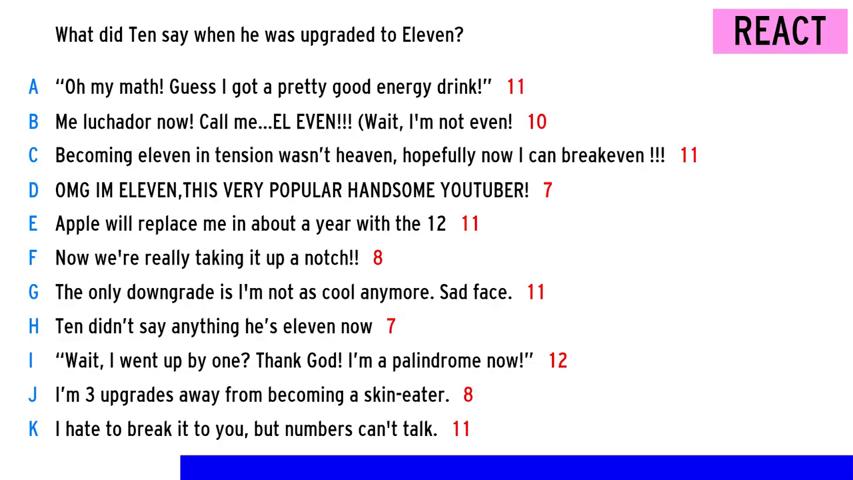 What did Ten say when he was upgraded to Eleven?
REACT
A “Oh my math! Guess I got a pretty good energy drink!” 11
B Me luchador now! Call me...EL EVEN!!! (Wait, I'm not even! 10
C Becoming eleven in tension wasn’t heaven, hopefully now I can breakeven !!! 11
D OMG IM ELEVEN,THIS VERY POPULAR HANDSOME YOUTUBER! 7
E Apple will replace me in about a year with the 12 11
F Now we're really taking it up a notch!! 8
G The only downgrade is I'm not as cool anymore. Sad face. 11
H Ten didn’t say anything he’s eleven now 7
I “Wait, I went up by one? Thank God! I’m a palindrome now!” 12
J I’m 3 upgrades away from becoming a skin-eater. 8
K I hate to break it to you, but numbers can't talk. 11